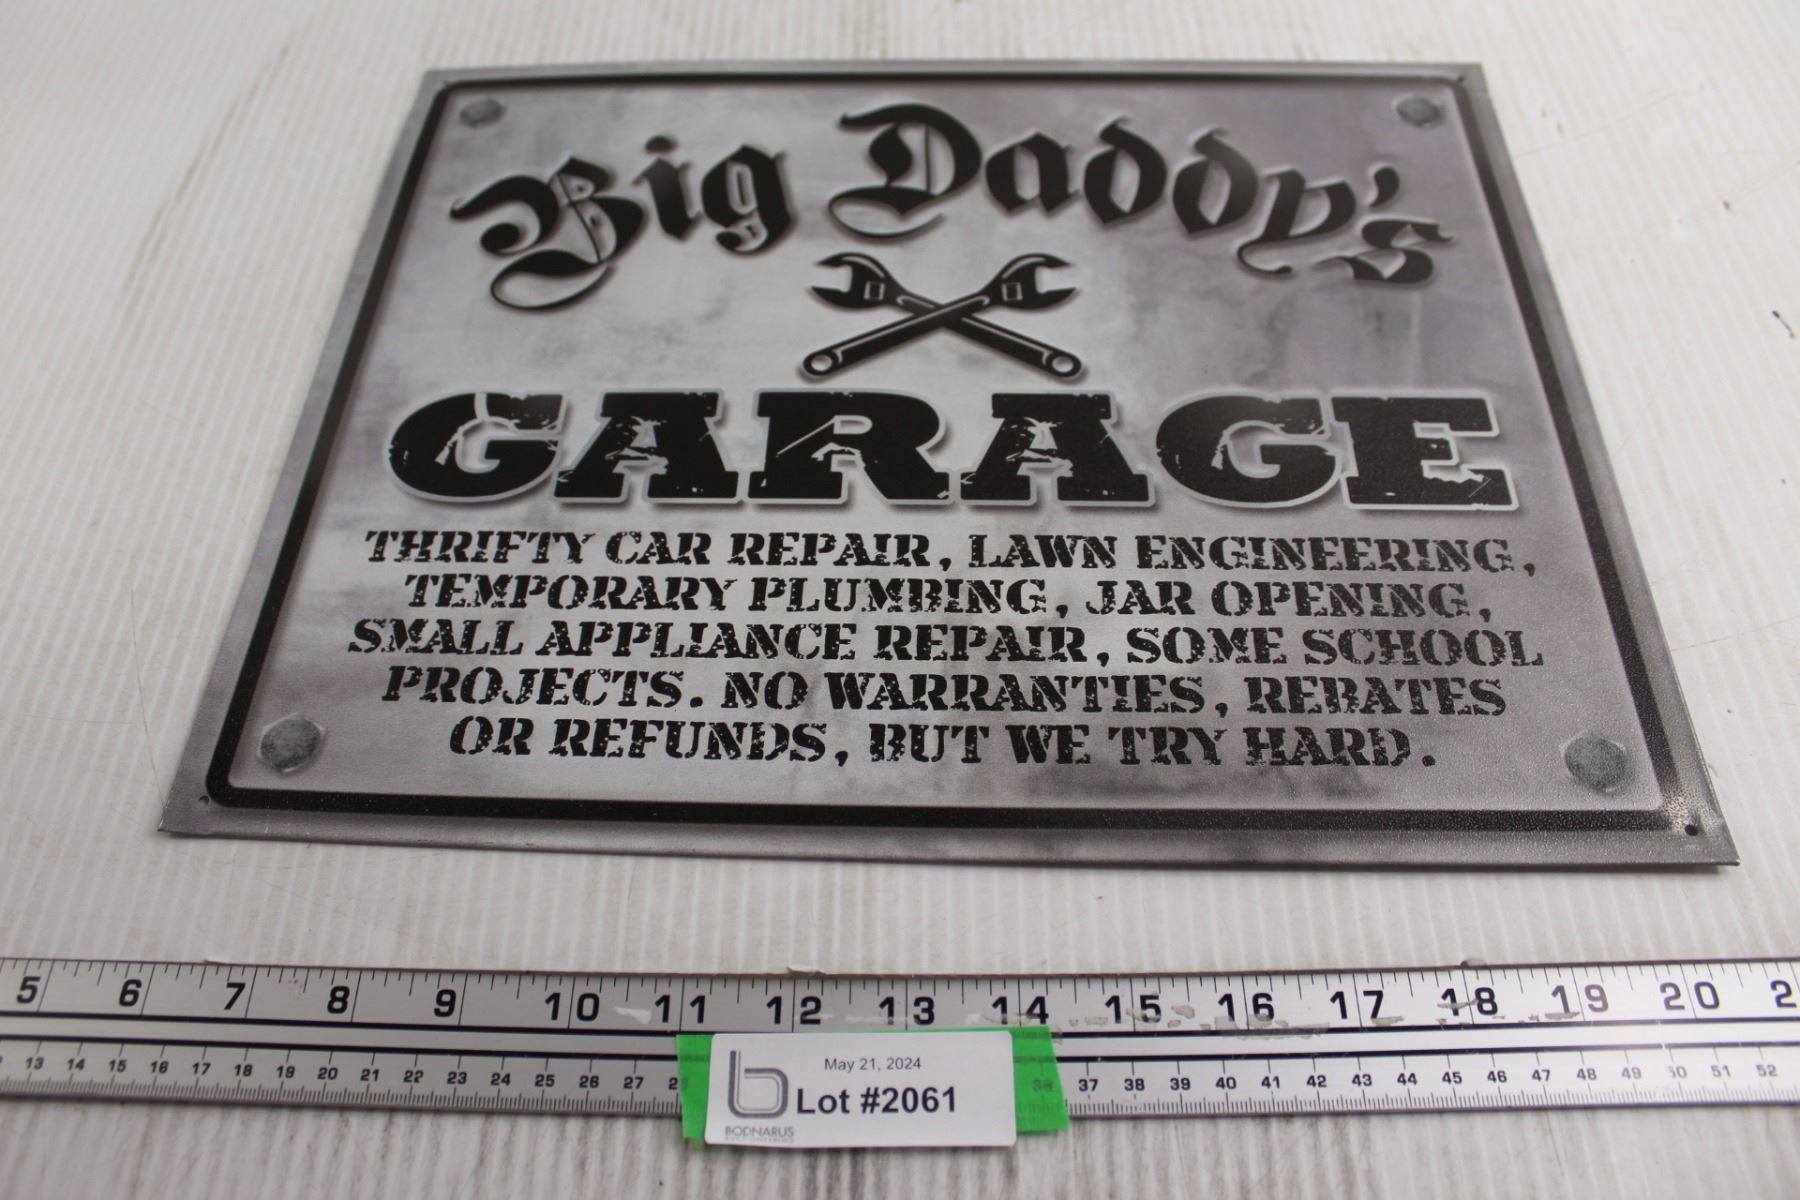 Big Daddy's
GARAGE
THRIFTY CAR REPAIR, LAWN ENGINEERING,
TEMPORARY PLUMBING, JAR OPENING,
SMALL APPLIANCE REPAIR, SOME SCHOOL
PROJECTS. NO WARRANTIES, REBATES
OR REFUNDS, BUT WE TRY HARD.
5 6 7 8 9 10 11 12 13 14 15 16 17 18 19 20 2
13 14 15 16 17 18 19 20 21 22 23 24 25 26 27 28 36 37 38 39 40 41 42 43 44 45 46 47 48 49 50 51 52
May 21, 2024
Lot #2061
BODNARUS
AUCTIONEERING